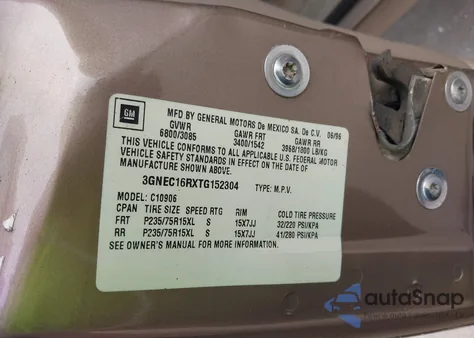 GM
MFD BY GENERAL MOTORS De MEXICO SA. De C.V. 06/96
GVWR GAWR FRT GAWR RR
6800/3085 3400/1542 3968/1800 LB/KG
THIS VEHICLE CONFORMS TO ALL APPLICABLE U.S. FEDERAL MOTOR
VEHICLE SAFETY STANDARDS IN EFFECT ON THE DATE OF
MANUFACTURE SHOWN ABOVE.
3GNEC16RXTG152304 TYPE: M.P.V.
MODEL: C10906
CPAN TIRE SIZE SPEED RTG RIM COLD TIRE PRESSURE
FRT P235/75R15XL S 15X7JJ 32/220 PSI/KPA
RR P235/75R15XL S 15X7JJ 41/280 PSI/KPA
SEE OWNER'S MANUAL FOR MORE INFORMATION.
autoSnap